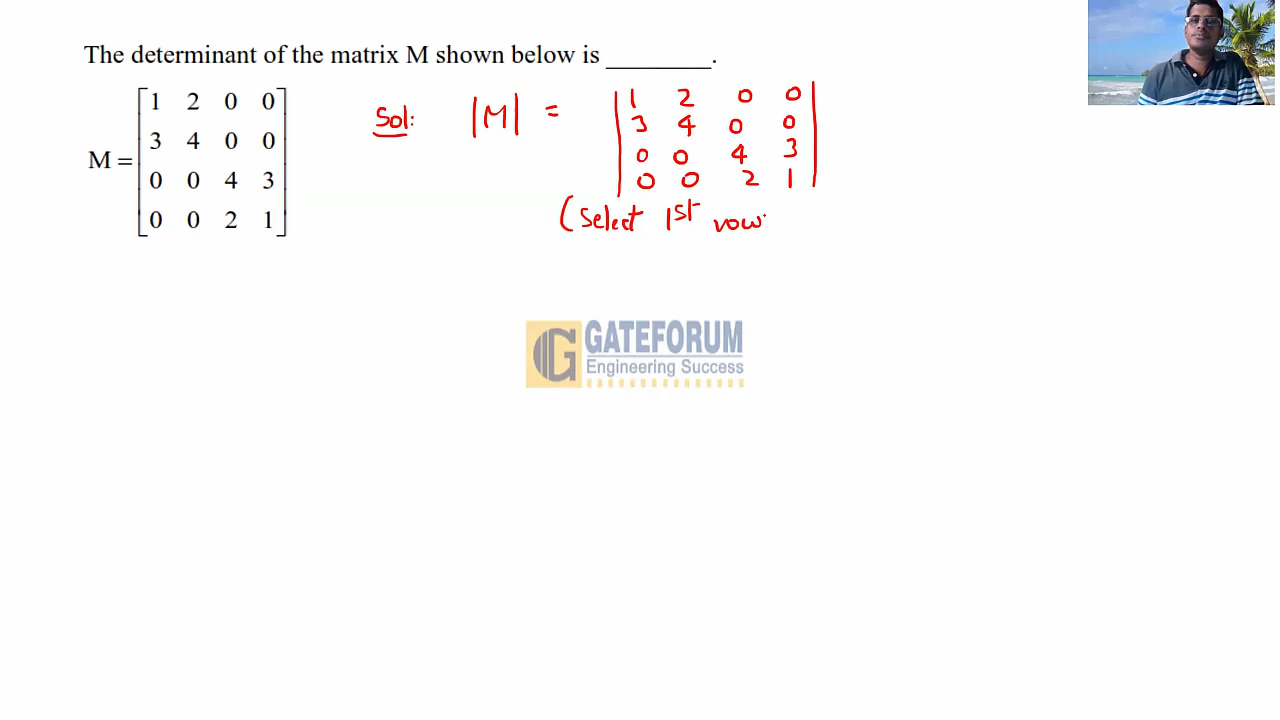 The determinant of the matrix M shown below is ________.
M = [1 2 0 0
3 4 0 0
0 0 4 3
0 0 2 1]
Sol: |M| = |1 2 0 0
3 4 0 0
0 0 4 3
0 0 2 1|
(Select 1st row
GATEFORUM
Engineering Success